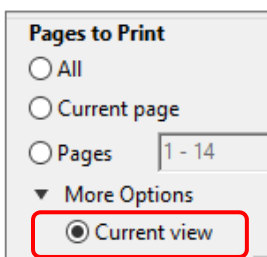 Pages to Print
All
Current page
Pages 1 - 14
More Options
Current view